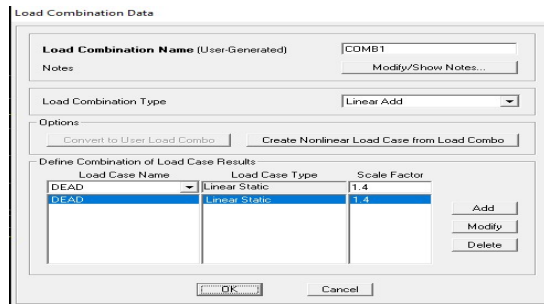 Load Combination Data
Load Combination Name (User-Generated) COMB1
Notes Modify/Show Notes...
Load Combination Type Linear Add
Options
Convert to User Load Combo Create Nonlinear Load Case from Load Combo
Define Combination of Load Case Results
Load Case Name Load Case Type Scale Factor
DEAD Linear Static 1.4
DEAD Linear Static 1.4
Add
Modify
Delete
OK Cancel